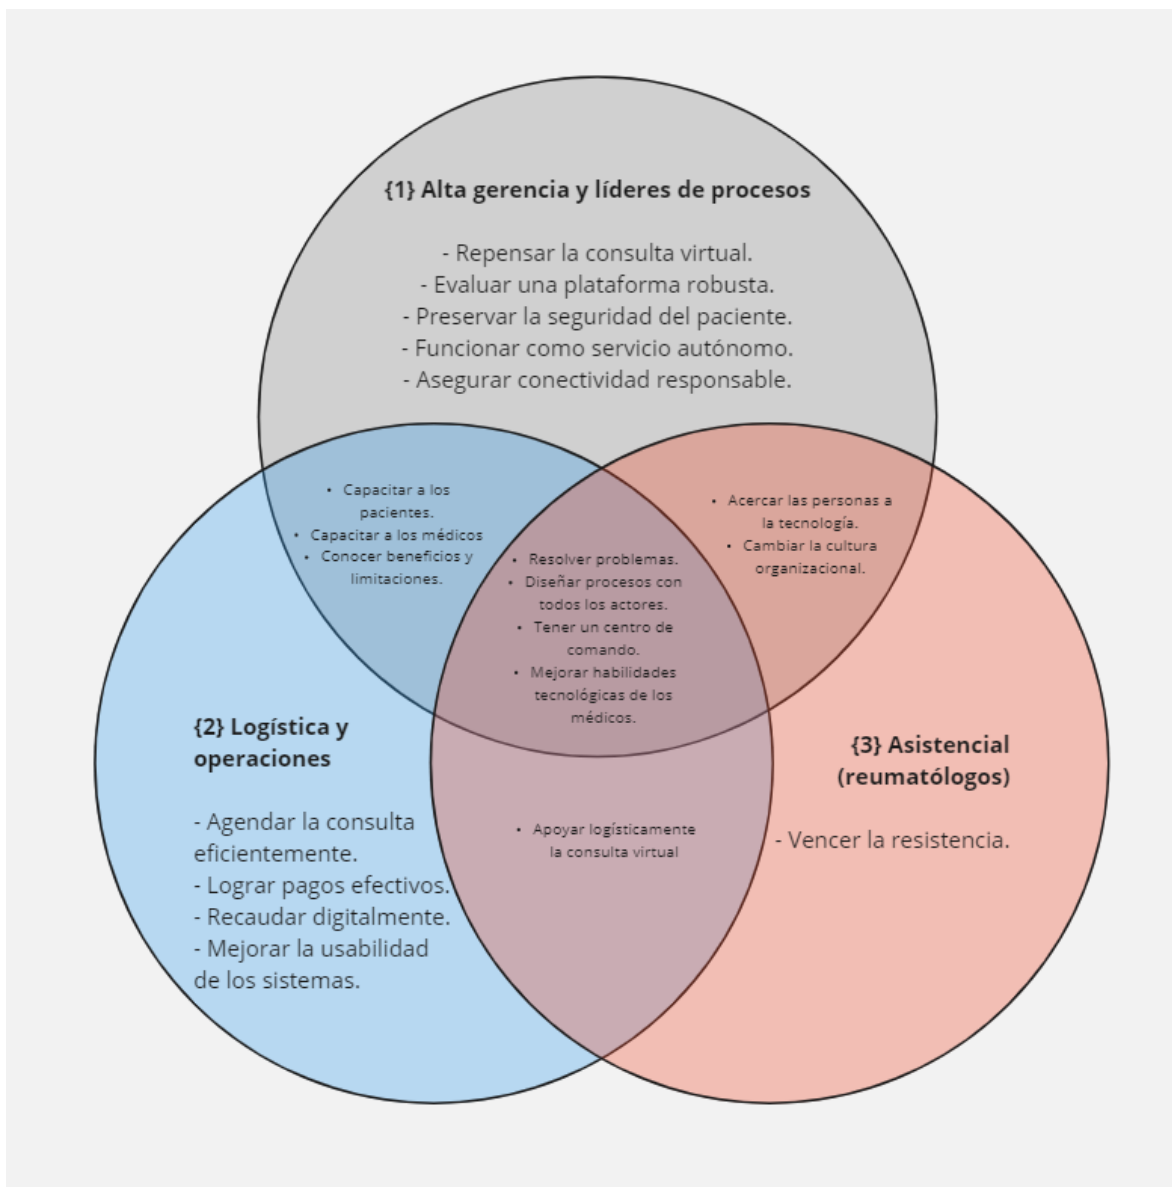 {1} Alta gerencia y líderes de procesos
- Repensar la consulta virtual.
- Evaluar una plataforma robusta.
- Preservar la seguridad del paciente.
- Funcionar como servicio autónomo.
- Asegurar conectividad responsable.
• Capacitar a los
pacientes.
• Capacitar a los médicos
• Conocer beneficios y
limitaciones.
• Resolver problemas.
• Diseñar procesos con
todos los actores.
• Tener un centro de
comando.
• Mejorar habilidades
tecnológicas de los
médicos.
• Acercar las personas a
la tecnología.
• Cambiar la cultura
organizacional.
{2} Logística y
operaciones
- Agendar la consulta
eficientemente.
- Lograr pagos efectivos.
- Recaudar digitalmente.
- Mejorar la usabilidad
de los sistemas.
• Apoyar logísticamente
la consulta virtual
{3} Asistencial
(reumatólogos)
- Vencer la resistencia.